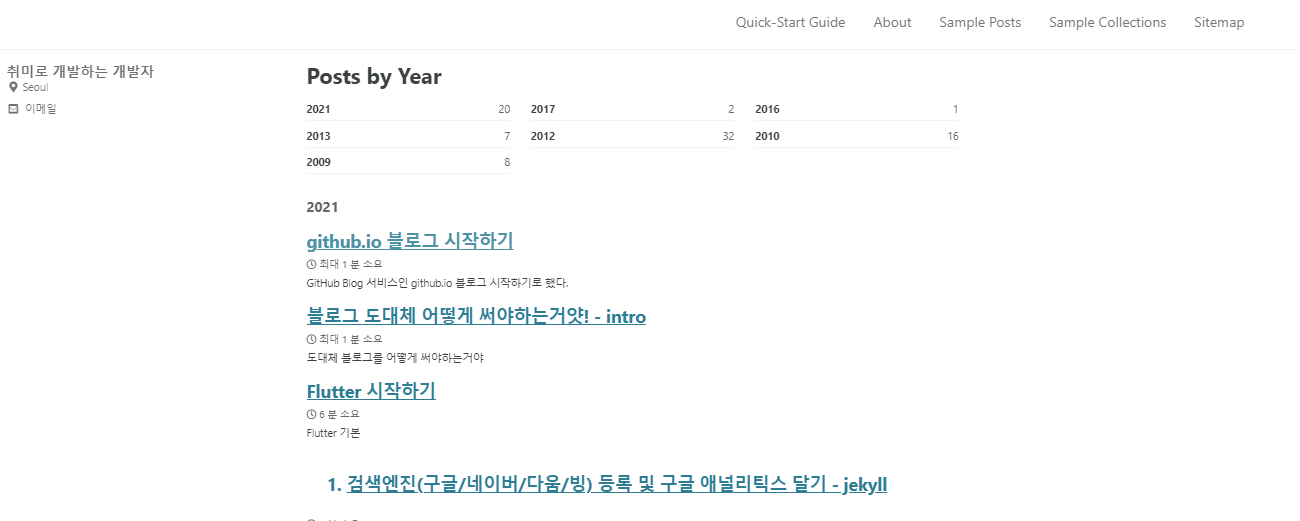 Quick-Start Guide About Sample Posts Sample Collections Sitemap
취미로 개발하는 개발자
Seoul
이메일
Posts by Year
2021 20 2017 2 2016 1
2013 7 2012 32 2010 16
2009 8
2021
github.io 블로그 시작하기
최대 1 분 소요
GitHub Blog 서비스인 github.io 블로그 시작하기로 했다.
블로그 도대체 어떻게 써야하는거얏! - intro
최대 1 분 소요
도대체 블로그를 어떻게 써야하는거야
Flutter 시작하기
6 분 소요
Flutter 기본
1. 검색엔진(구글/네이버/다움/빙) 등록 및 구글 애널리틱스 달기 - jekyll